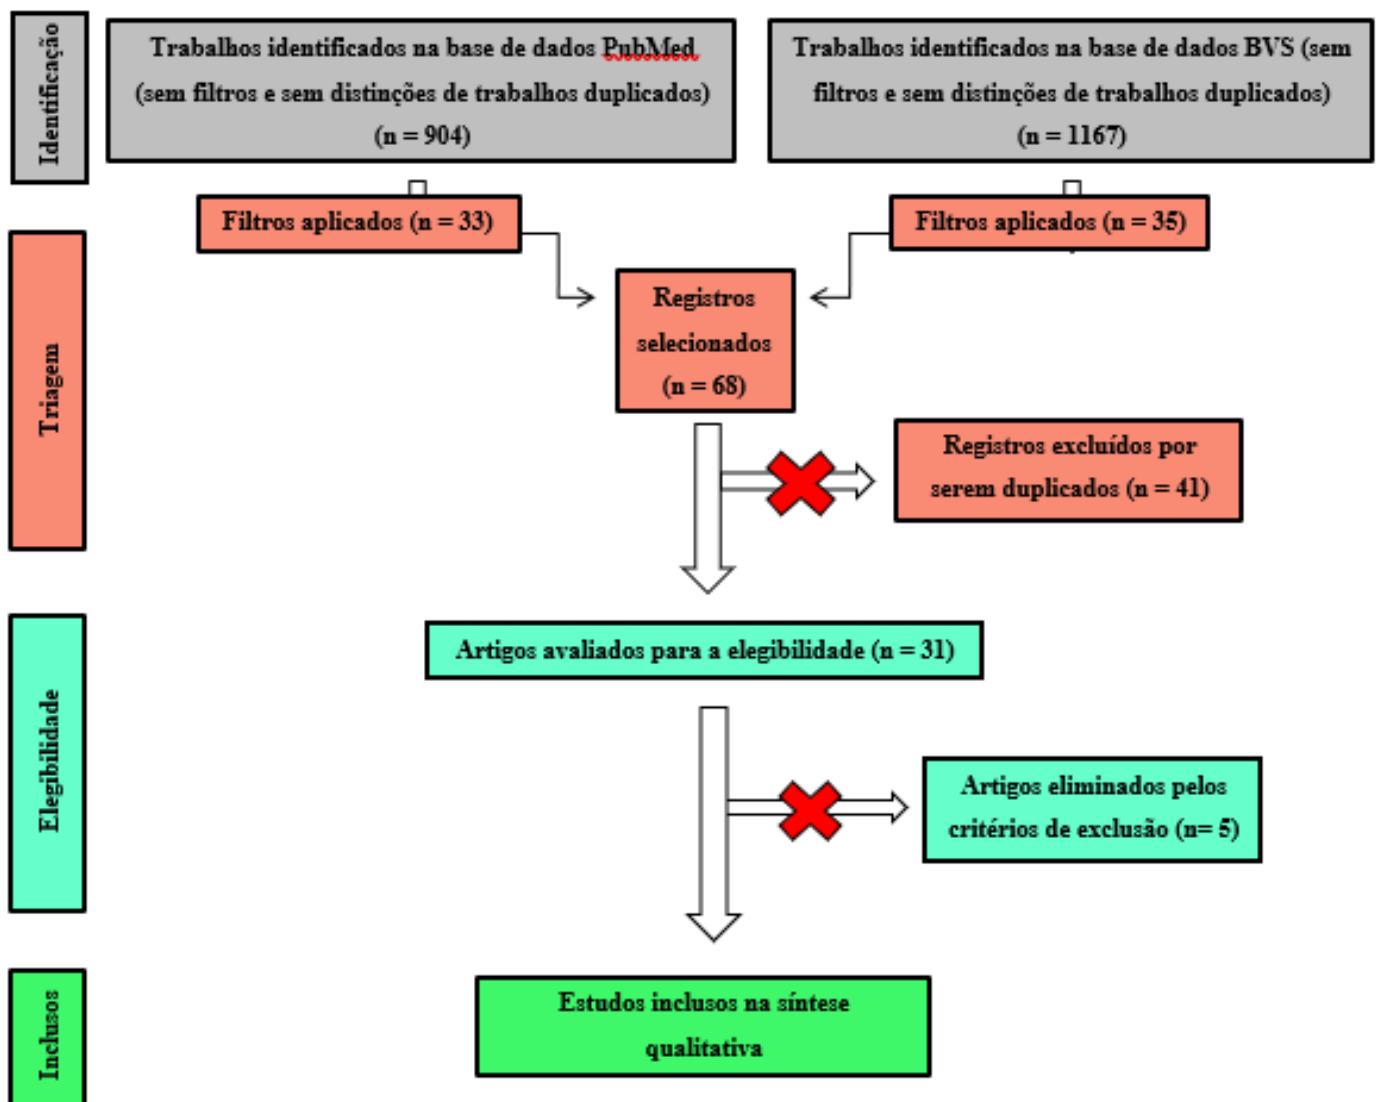 Identificação
Trabalhos identificados na base de dados PubMed
(sem filtros e sem distinções de trabalhos duplicados)
(n = 904)
Trabalhos identificados na base de dados BVS (sem
filtros e sem distinções de trabalhos duplicados)
(n = 1167)
Filtros aplicados (n = 33)
Filtros aplicados (n = 35)
Triagem
Registros
selecionados
(n = 68)
Registros excluídos por
serem duplicados (n = 41)
Elegibilidade
Artigos avaliados para a elegibilidade (n = 31)
Artigos eliminados pelos
critérios de exclusão (n= 5)
Inclusos
Estudos inclusos na síntese
qualitativa